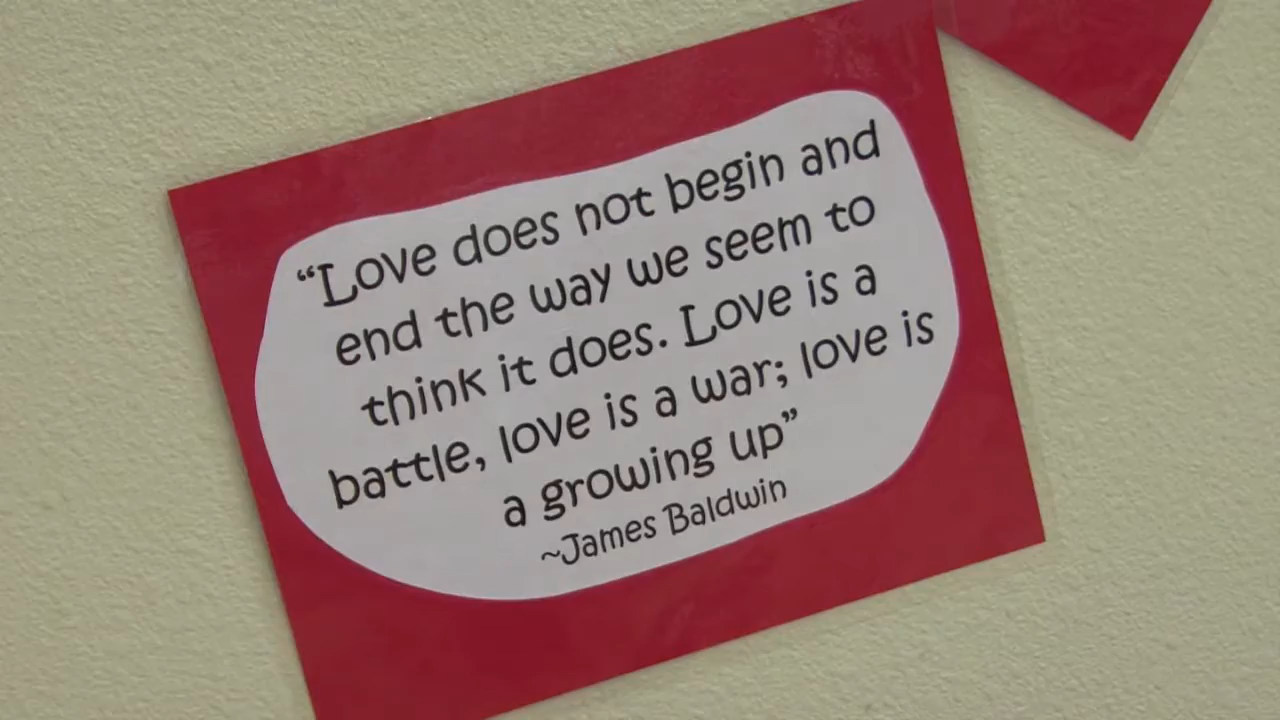 “Love does not begin and
end the way we seem to
think it does. Love is a
battle, love is a war; love is
a growing up”
~James Baldwin